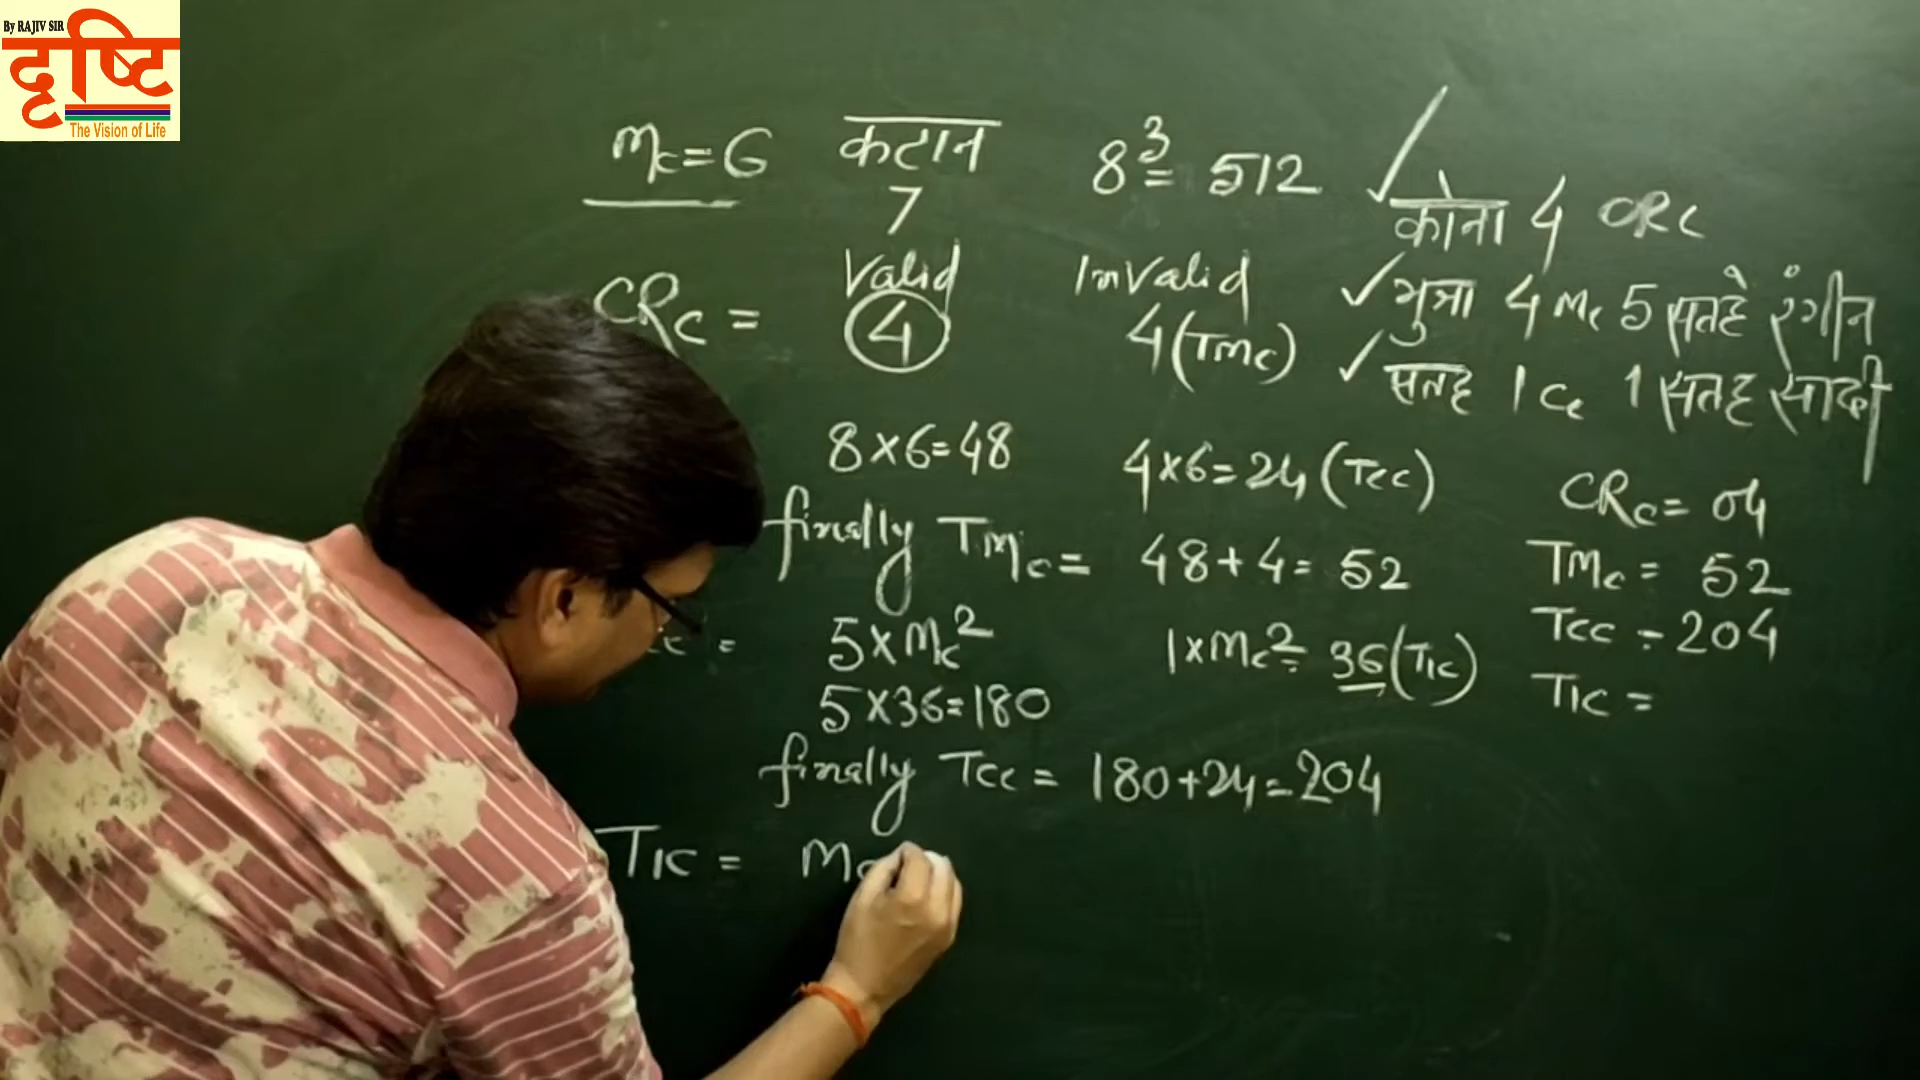 By RAJIV SIR
दृष्टि
The Vision of Life
Mc = 6 कटान 8³ = 512
7
कोना 4 CRC
Valid Invalid
CRC = 4 4(TMC)
भुजा 4 Mc 5 सतहे रंगीन
सतह 1 Cc 1 सतह सादी
8×6=48 4×6=24 (TCC)
CRC = 04
finally TMC = 48+4= 52
TMC = 52
TCC = 204
= 5×Mc² 1×Mc² = 36(TIC)
TIC =
5×36=180
finally TCC = 180+24=204
TIC =